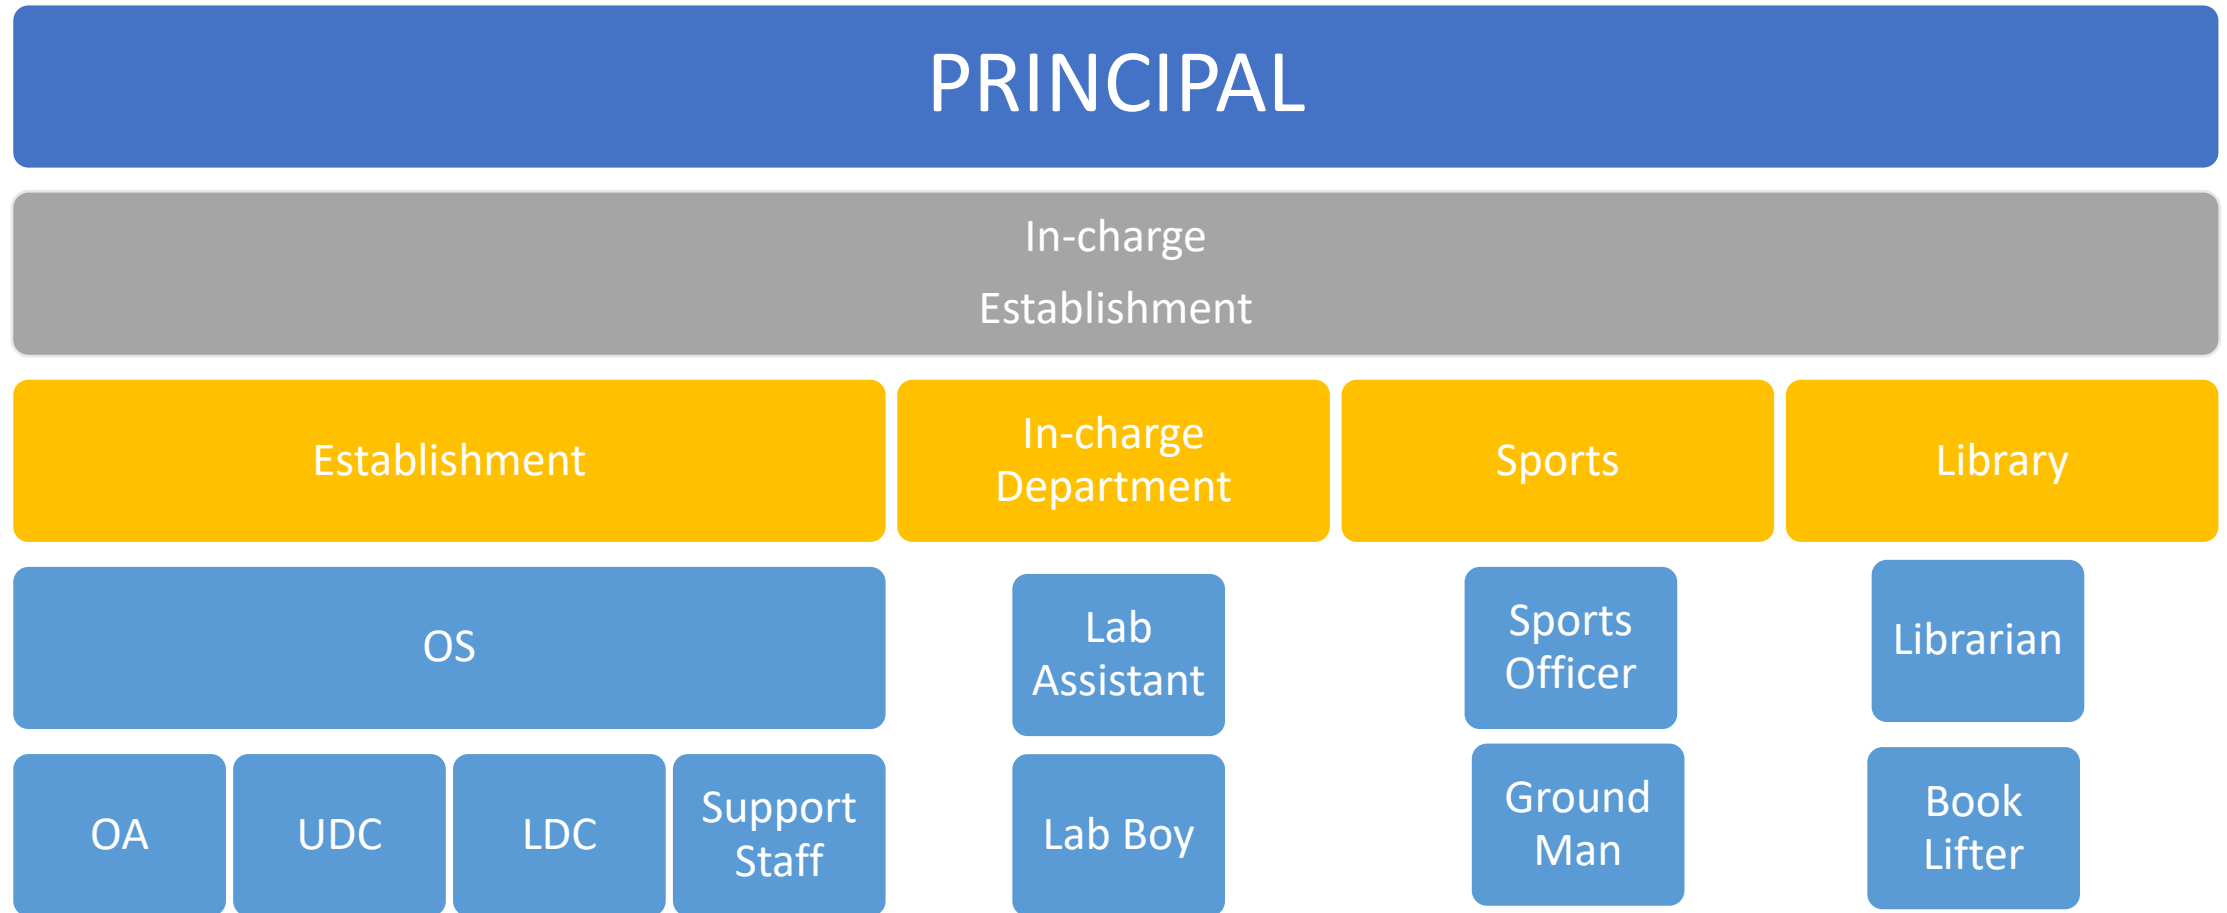 PRINCIPAL
In-charge
Establishment
Establishment
In-charge
Department
Sports
Library
OS
Lab
Assistant
Sports
Officer
Librarian
OA
UDC
LDC
Support
Staff
Lab Boy
Ground
Man
Book
Lifter